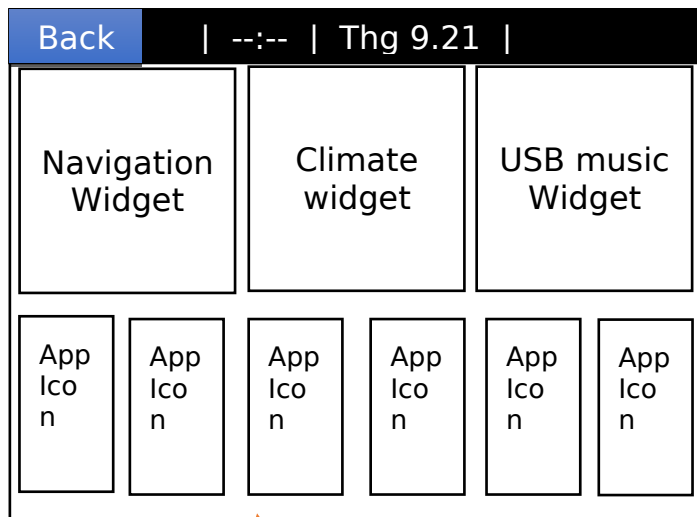 Back | --:-- | Thg 9.21 |
Navigation
Widget
Climate
widget
USB music
Widget
App
Ico
n
App
Ico
n
App
Ico
n
App
Ico
n
App
Ico
n
App
Ico
n